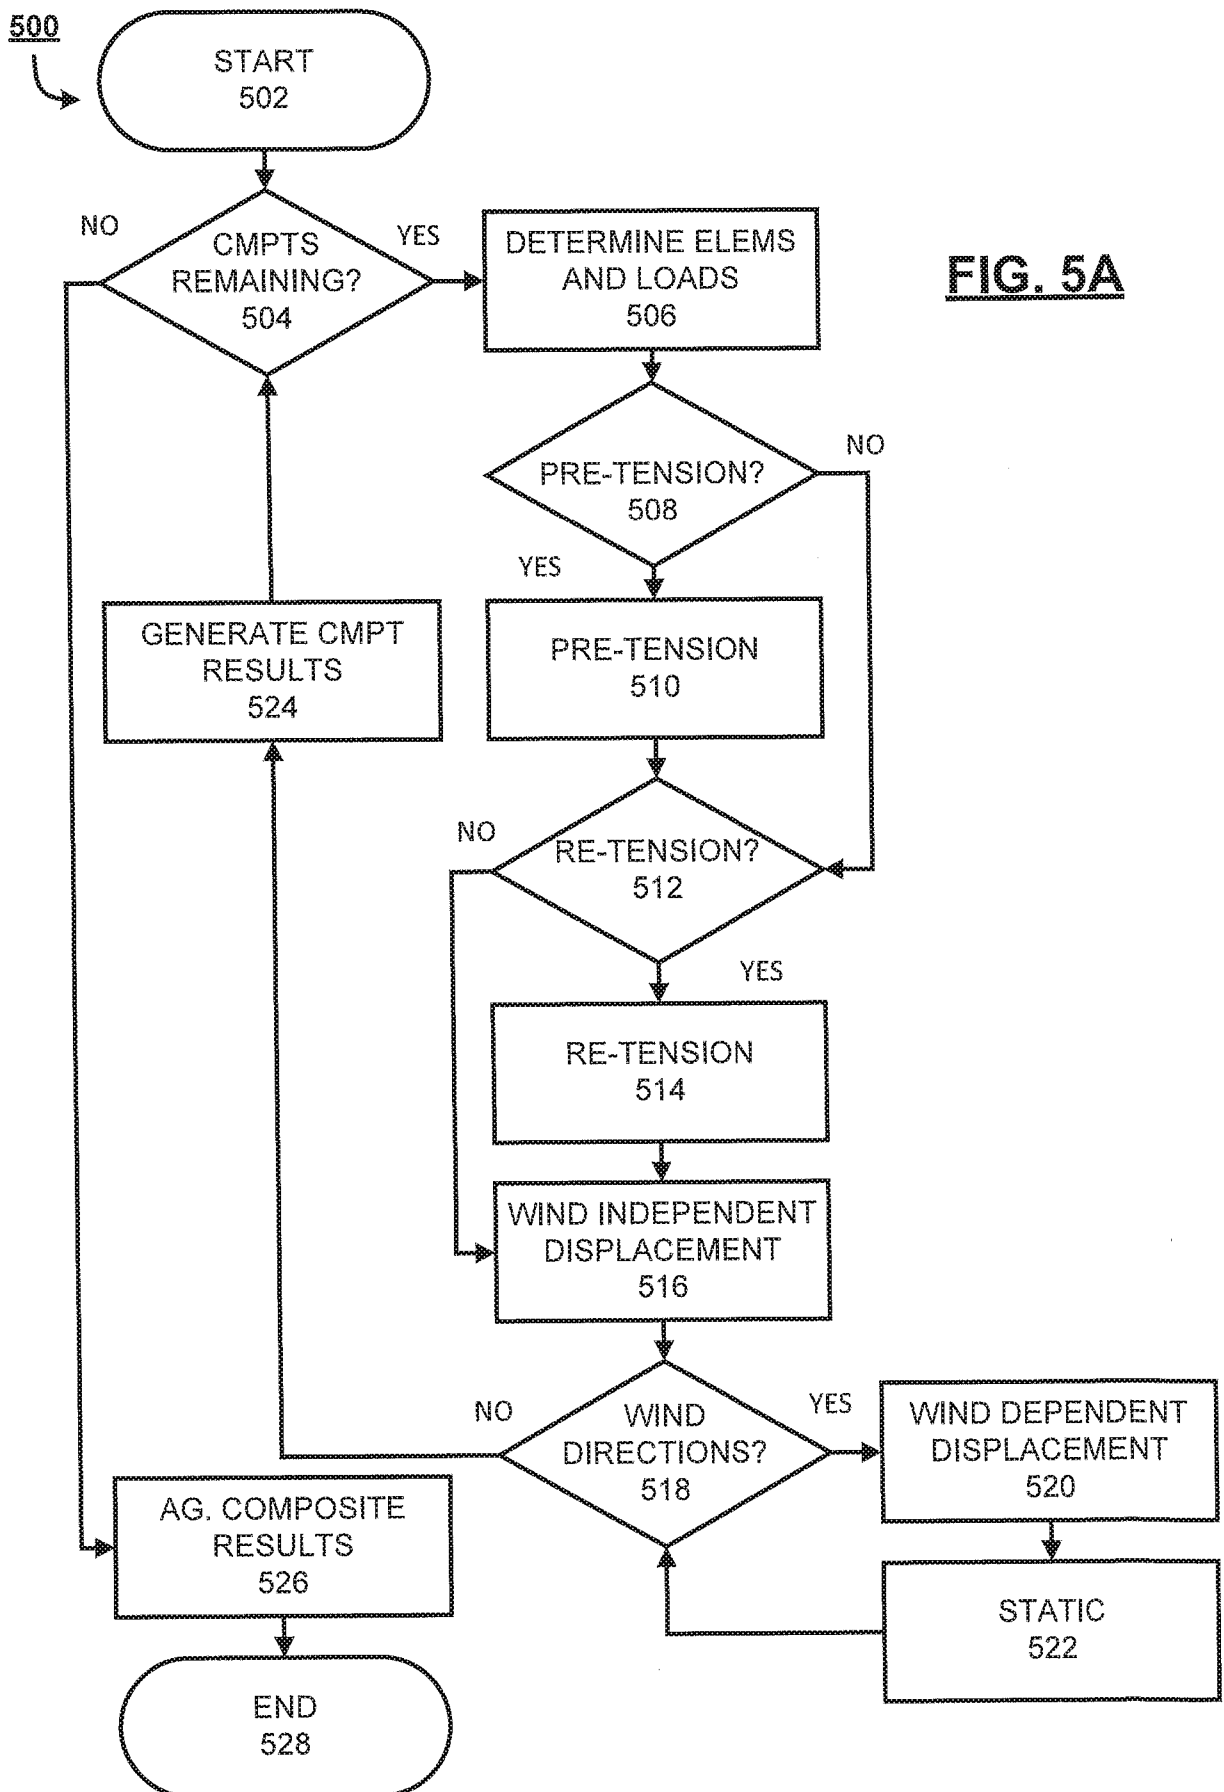 500
START
502
NO
CMPTS
REMAINING?
504
YES
DETERMINE ELEMS
AND LOADS
506
FIG. 5A
PRE-TENSION?
508
NO
YES
PRE-TENSION
510
GENERATE CMPT
RESULTS
524
NO
RE-TENSION?
512
YES
RE-TENSION
514
WIND INDEPENDENT
DISPLACEMENT
516
NO
WIND
DIRECTIONS?
518
YES
WIND DEPENDENT
DISPLACEMENT
520
STATIC
522
AG. COMPOSITE
RESULTS
526
END
528